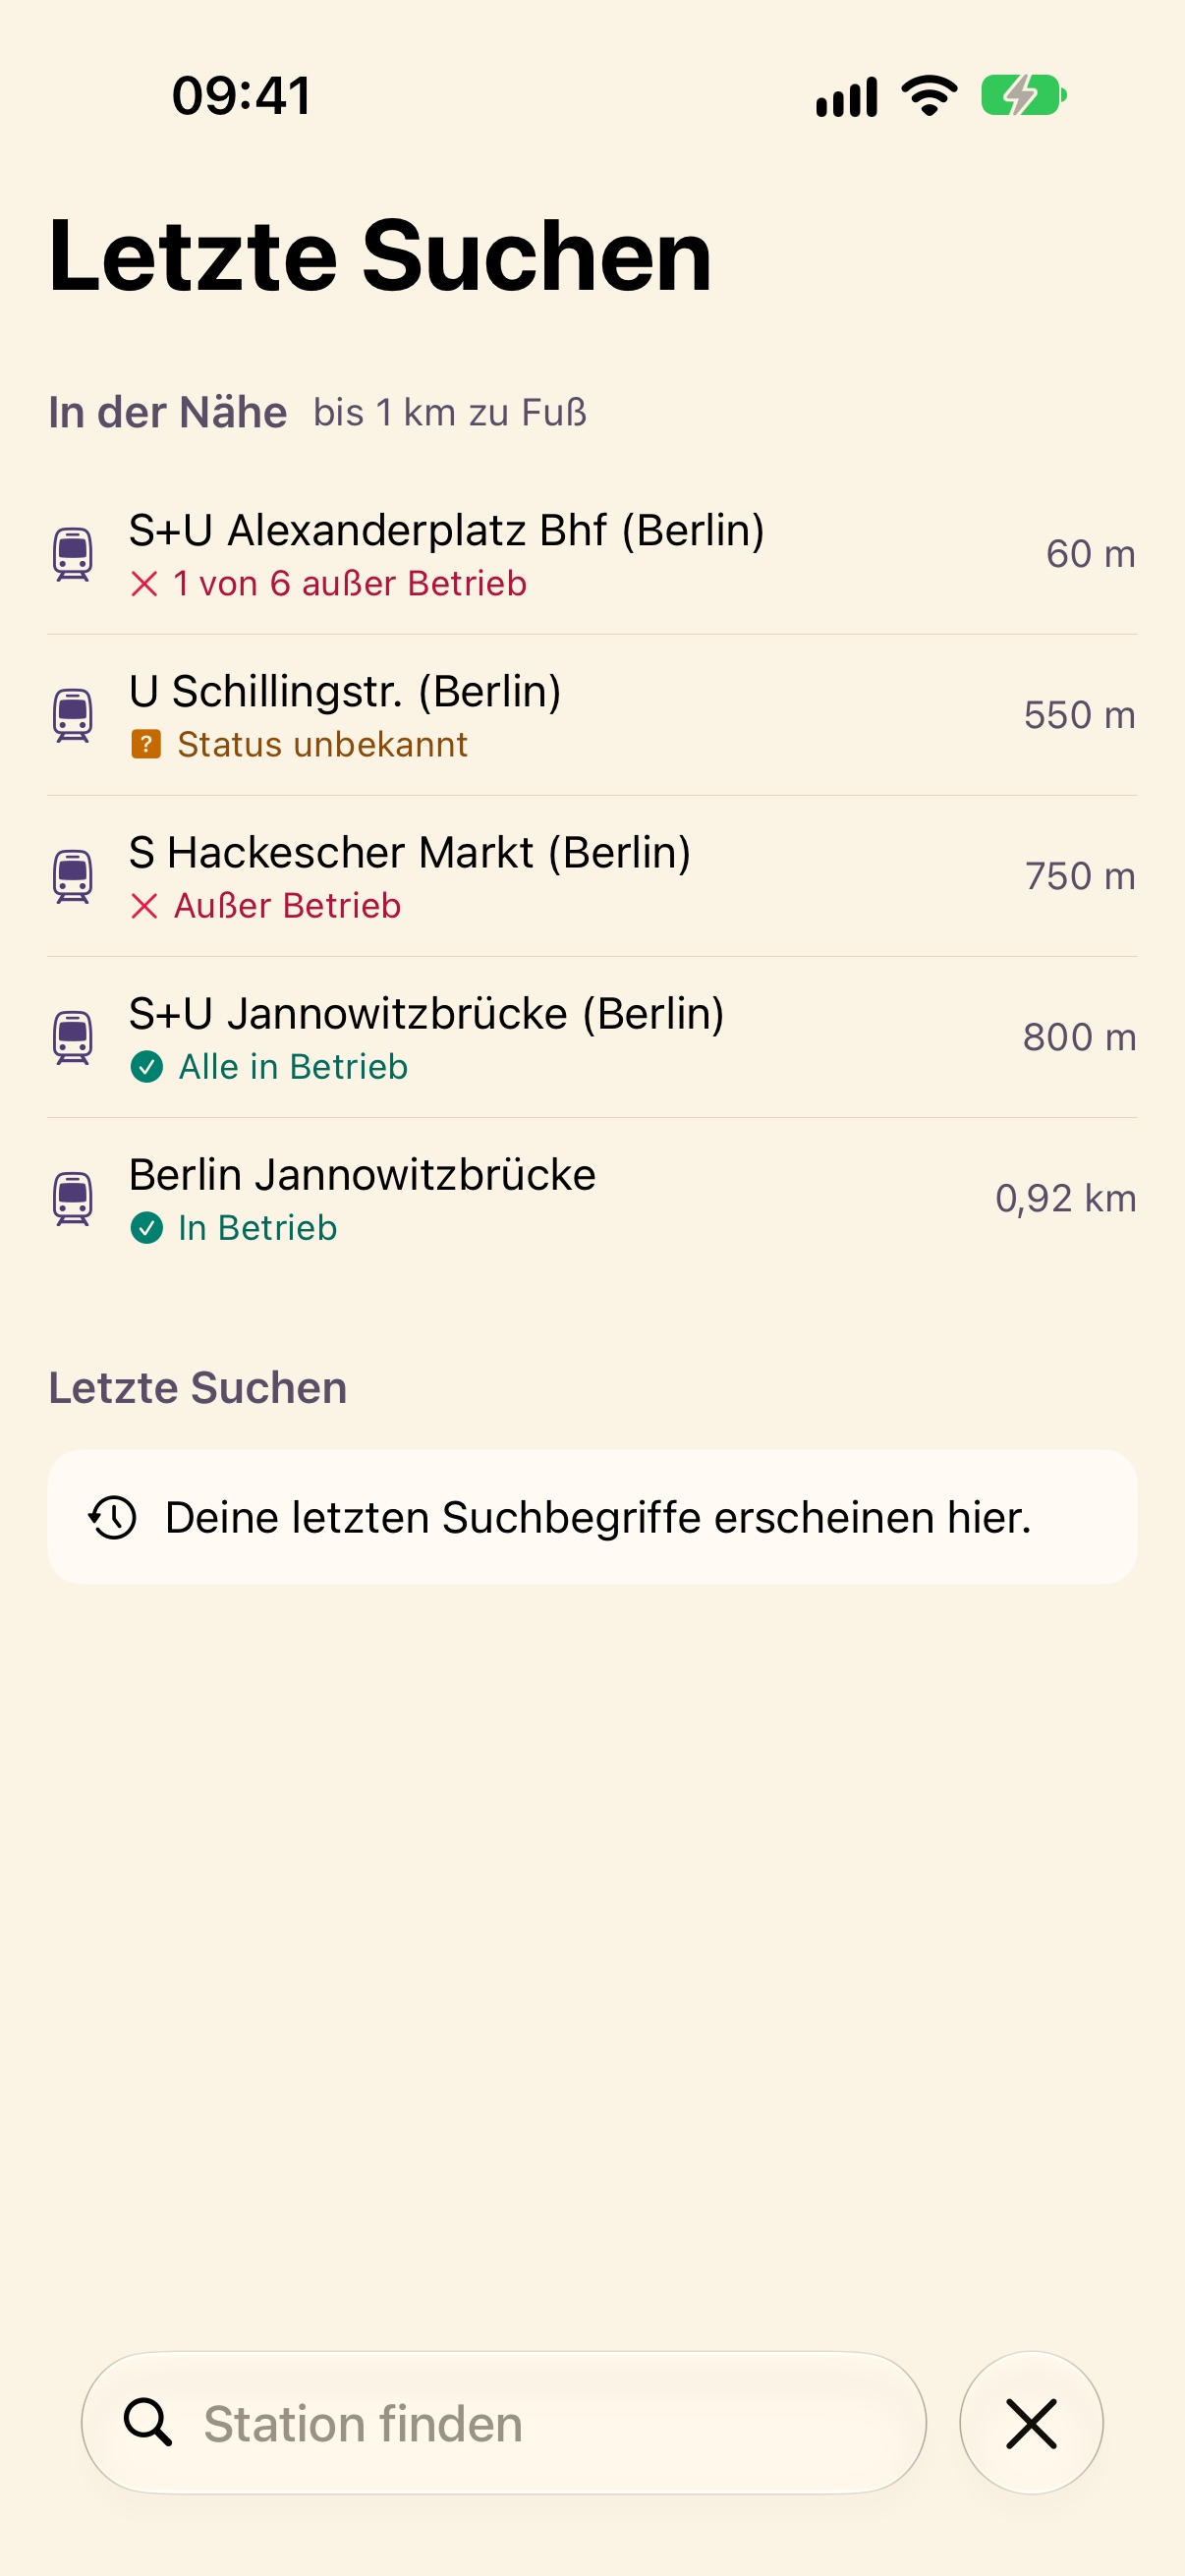 09:41
Letzte Suchen
In der Nähe bis 1 km zu Fuß
S+U Alexanderplatz Bhf (Berlin)
1 von 6 außer Betrieb
60 m
U Schillingstr. (Berlin)
? Status unbekannt
550 m
S Hackescher Markt (Berlin)
Außer Betrieb
750 m
S+U Jannowitzbrücke (Berlin)
Alle in Betrieb
800 m
Berlin Jannowitzbrücke
In Betrieb
0,92 km
Letzte Suchen
Deine letzten Suchbegriffe erscheinen hier.
Station finden